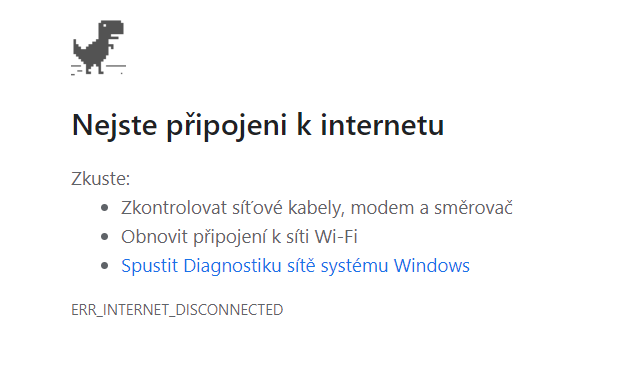 Nejste připojeni k internetu
Zkuste:
Zkontrolovat síťové kabely, modem a směrovač
Obnovit připojení k síti Wi-Fi
Spustit Diagnostiku sítě systému Windows
ERR_INTERNET_DISCONNECTED